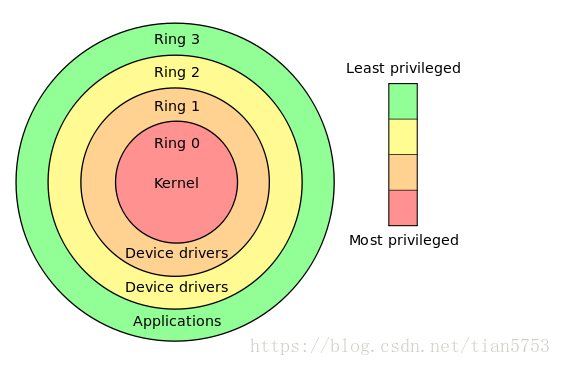 Ring 3
Ring 2
Ring 1
Ring 0
Kernel
Device drivers
Device drivers
Applications
Least privileged
Most privileged
https://blog.csdn.net/tian5753